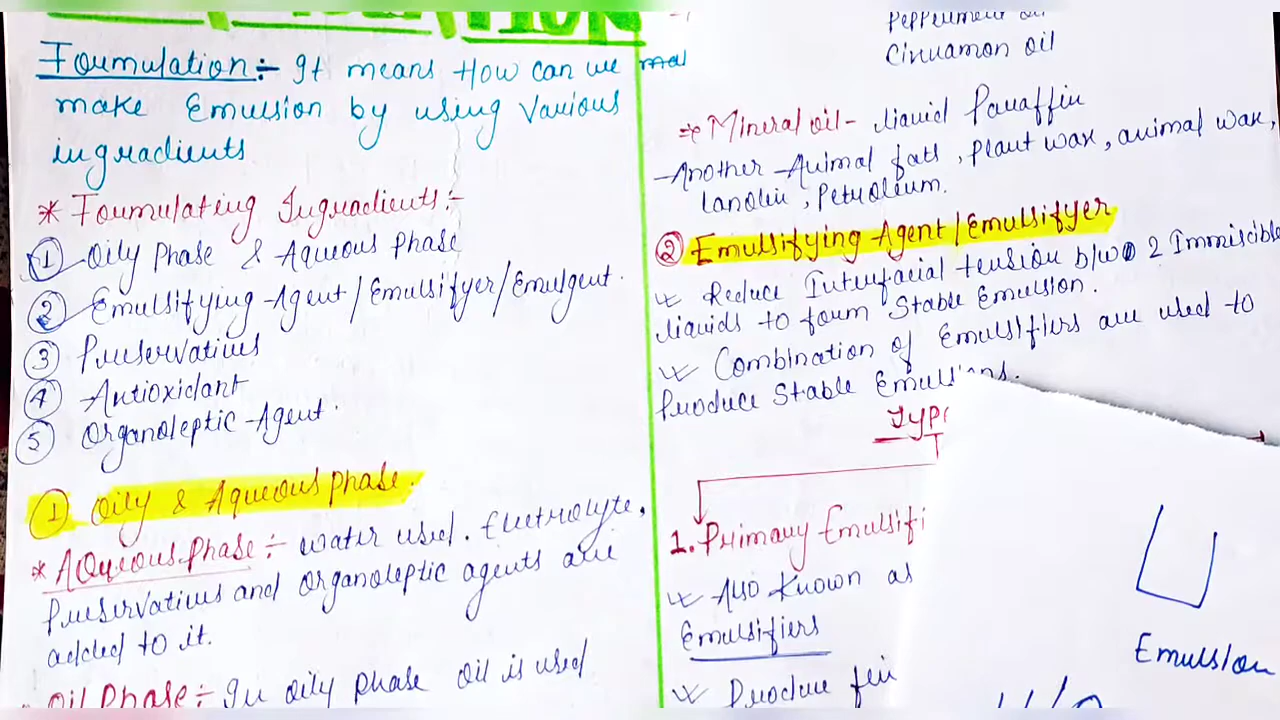 Formulation :- It means How can we
make Emulsion by using Various
ingradients
* Formulating Ingradients:-
① Oily Phase & Aqueous phase
② Emulsifying-Agent/Emulsifyer/Emulgent.
③ Preservatives
④ Antioxidant
⑤ Organoleptic-Agent.
① Oily & Aqueous phase.
* Aqueous phase :- water used. Electrolyte,
Preservatives and organoleptic agents are
added to it.
Oil Phase :- In oily phase oil is used
Cinnamon oil
⇒ Mineral oil - liquid Paraffin
-Another -Animal fats, plant wax, animal wax,
lanolin, Petroleum.
② Emulsifying Agent/Emulsifyer
Reduce Interfacial tension b/w 2 Immiscible
liquids to form Stable Emulsion.
Combination of Emulsifiers are used to
Produce Stable Emulsions.
1. Primary
Also known as
Emulsifiers
Produce
Emulsion